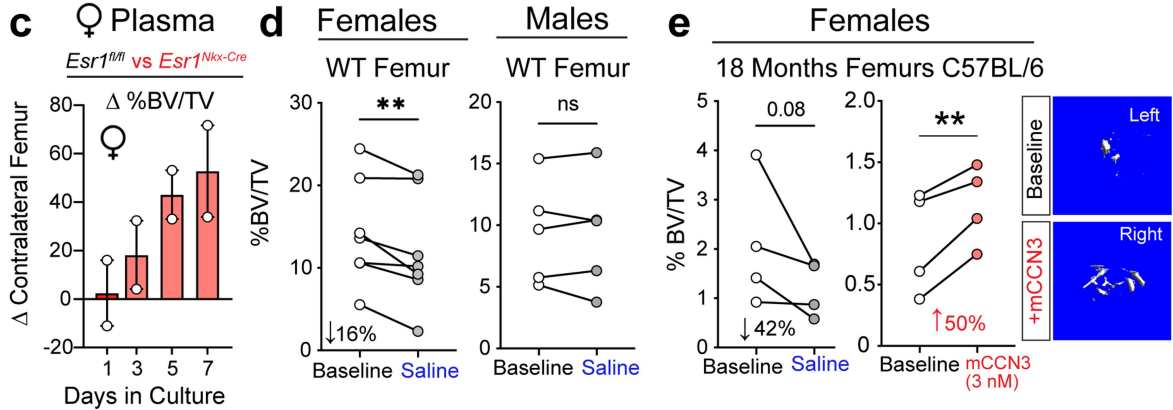 c ♀ Plasma
Esr1fl/fl vs Esr1Nkx-Cre
Δ %BV/TV
♀
Δ Contralateral Femur
80
60
40
20
0
-20
1 3 5 7
Days in Culture
d Females Males
WT Femur WT Femur
%BV/TV
30
20
10
0
**
↓16%
Baseline Saline
20
15
10
5
0
ns
Baseline Saline
e Females
18 Months Femurs C57BL/6
% BV/TV
5
4
3
2
1
0
0.08
↓42%
Baseline Saline
2.0
1.5
1.0
0.5
0.0
**
↑50%
Baseline mCCN3
(3 nM)
Baseline
Left
+mCCN3
Right